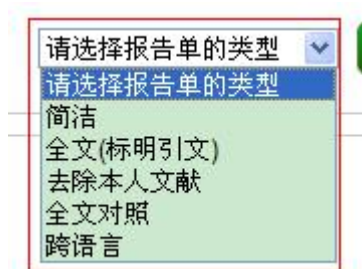 请选择报告单的类型
请选择报告单的类型
简洁
全文(标明引文)
去除本人文献
全文对照
跨语言